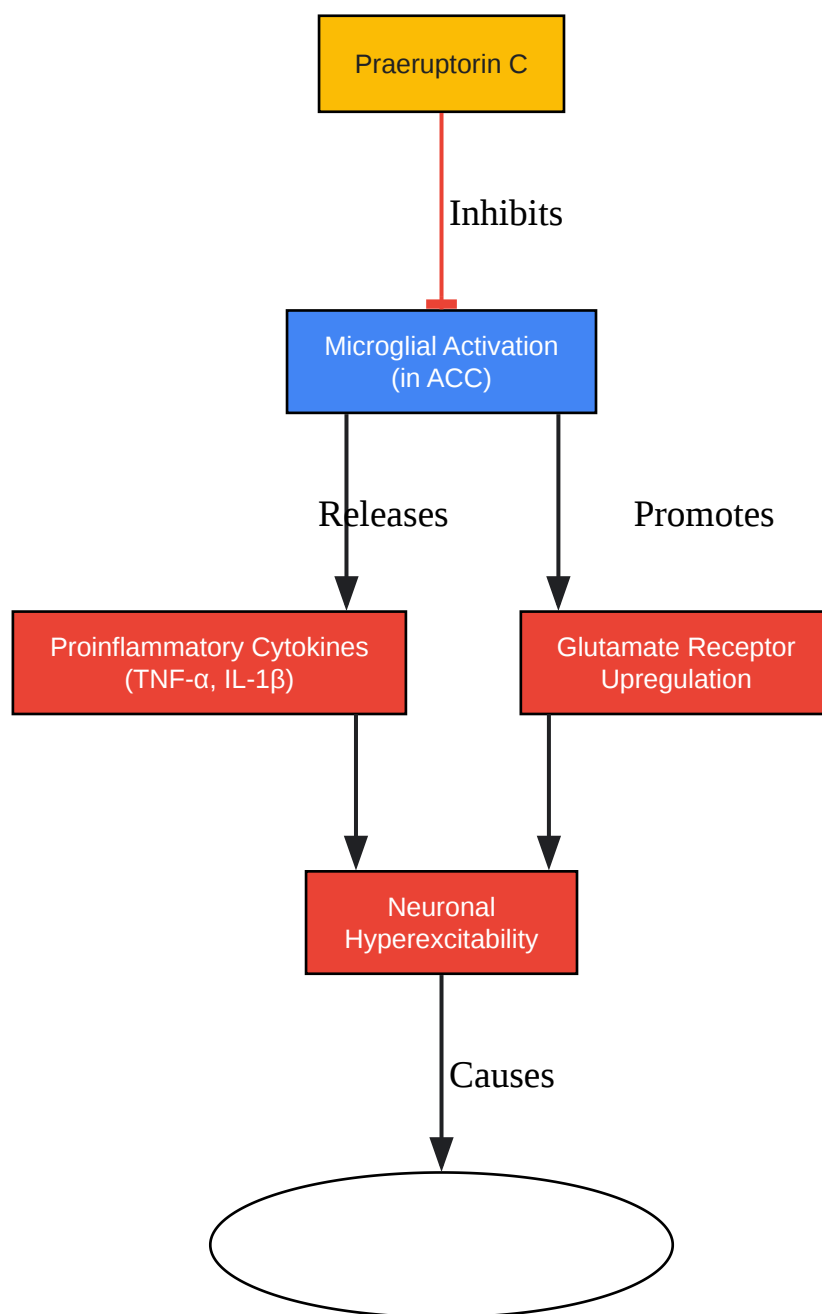 Praeruptorin C
Inhibits
Microglial Activation
(in ACC)
Releases
Promotes
Proinflammatory Cytokines
(TNF-α, IL-1β)
Glutamate Receptor
Upregulation
Neuronal
Hyperexcitability
Causes